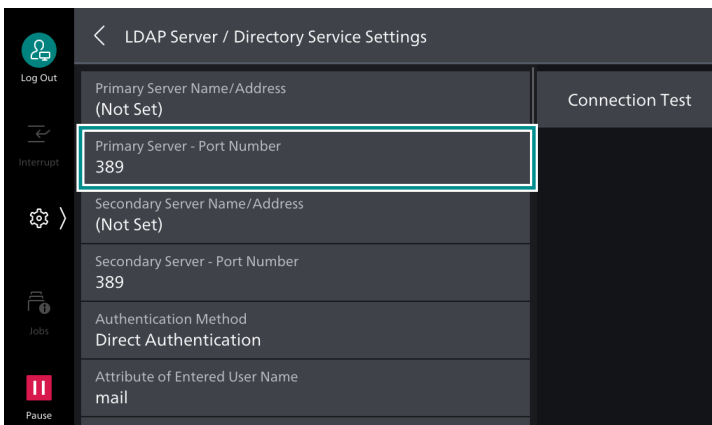 LDAP Server / Directory Service Settings
Log Out
Primary Server Name/Address
(Not Set)
Connection Test
Primary Server - Port Number
389
Interrupt
Secondary Server Name/Address
(Not Set)
Secondary Server - Port Number
389
Jobs
Authentication Method
Direct Authentication
Attribute of Entered User Name
mail
Pause